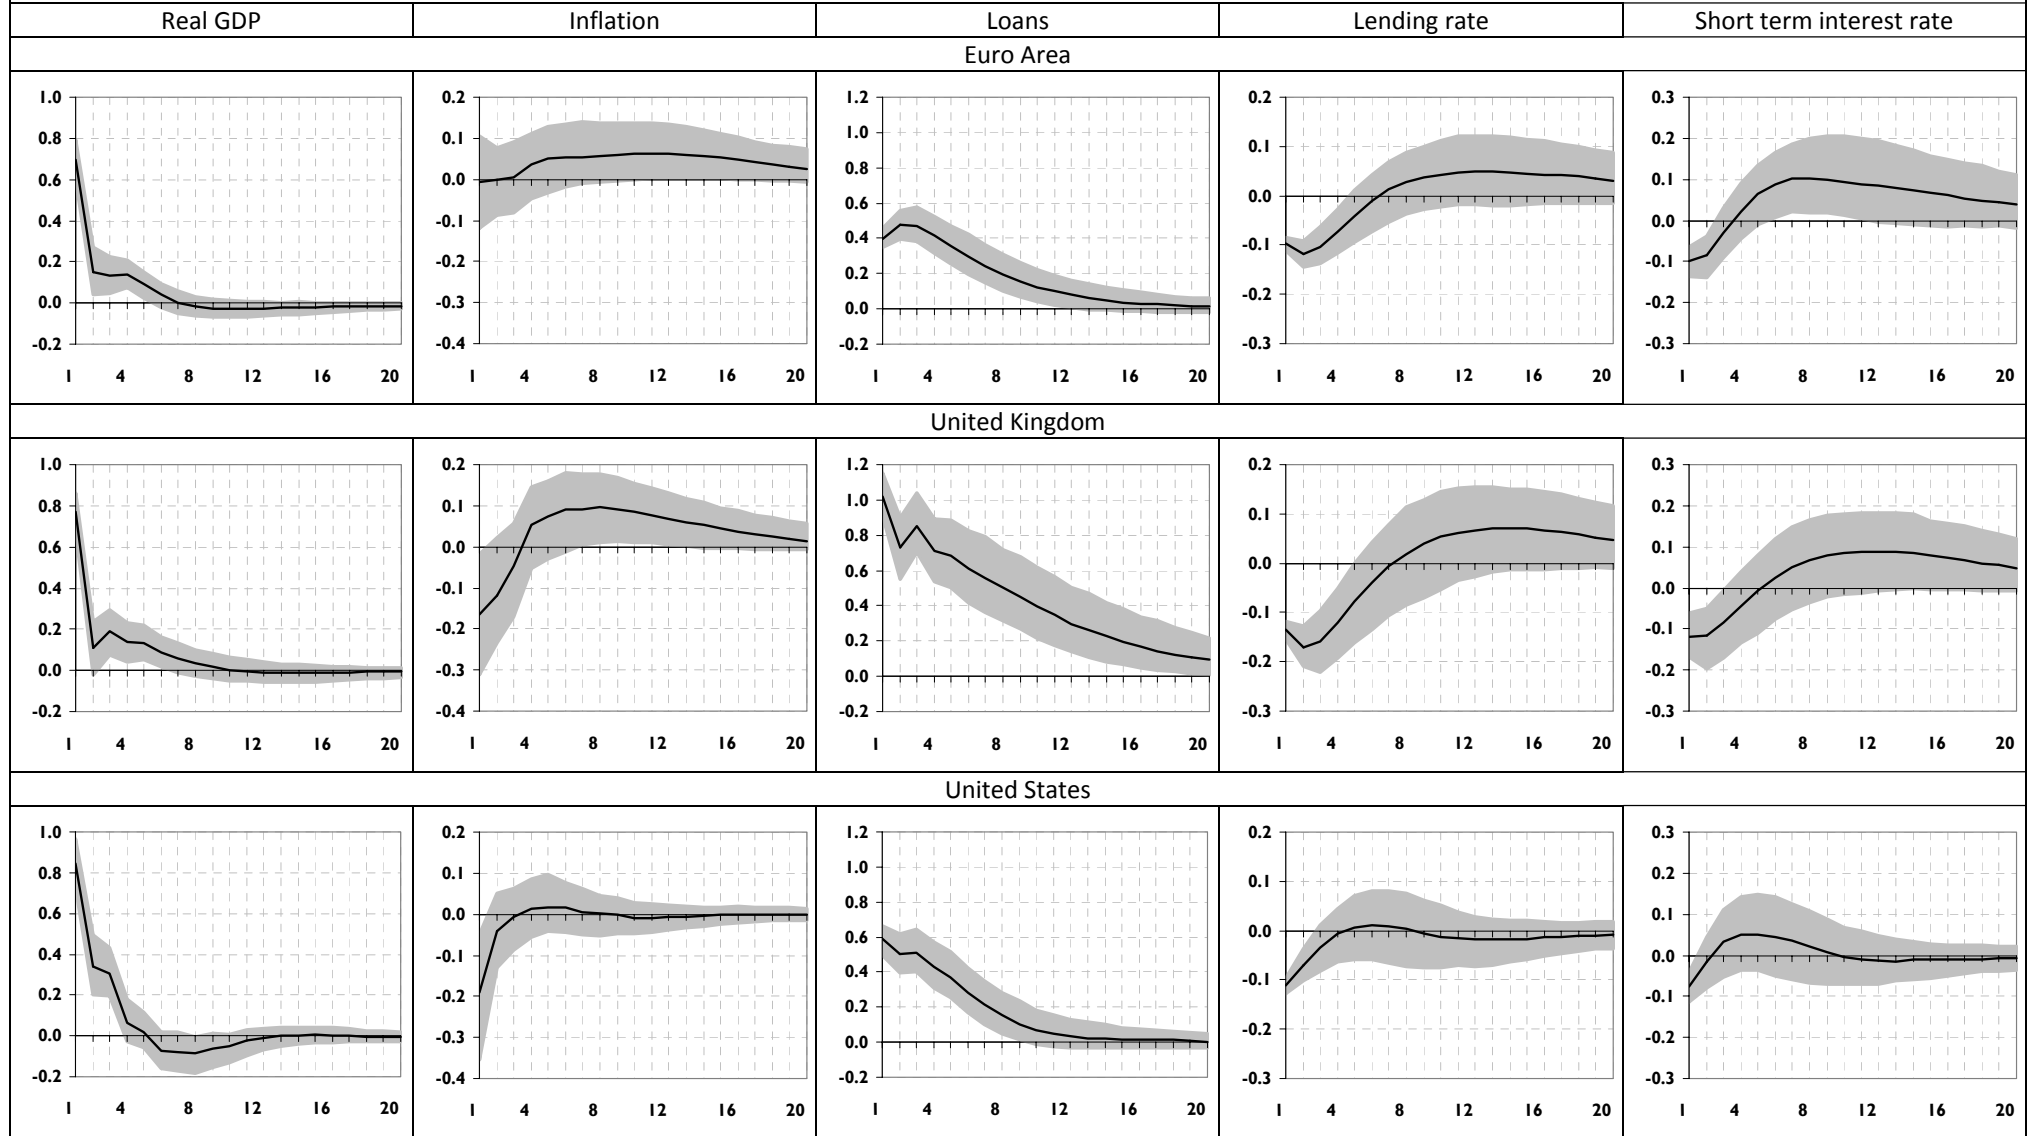 Real GDP Inflation Loans Lending rate Short term interest rate
Euro Area
1.0 0.2 1.2 0.2 0.3
0.8 0.1 1.0 0.1 0.2
0.6 0.0 0.8 0.0 0.1
0.4 -0.1 0.6 -0.1 0.0
0.2 -0.2 0.4 -0.2 -0.1
0.0 -0.3 0.2 -0.3 -0.2
-0.2 -0.4 0.0 -0.3
-0.2
1 4 8 12 16 20 1 4 8 12 16 20 1 4 8 12 16 20 1 4 8 12 16 20 1 4 8 12 16 20
United Kingdom
1.0 0.2 1.2 0.2 0.3
0.8 0.1 1.0 0.1 0.2
0.6 0.0 0.8 0.0 0.1
0.4 -0.1 0.6 -0.1 0.0
0.2 -0.2 0.4 -0.2 -0.1
0.0 -0.3 0.2 -0.3 -0.2
-0.2 -0.4 0.0 -0.3
-0.2
1 4 8 12 16 20 1 4 8 12 16 20 1 4 8 12 16 20 1 4 8 12 16 20 1 4 8 12 16 20
United States
1.0 0.2 1.2 0.2 0.3
0.8 0.1 1.0 0.1 0.2
0.6 0.0 0.8 0.0 0.1
0.4 -0.1 0.6 -0.1 0.0
0.2 -0.2 0.4 -0.2 -0.1
0.0 -0.3 0.2 -0.3 -0.2
-0.2 -0.4 0.0 -0.3
-0.2
1 4 8 12 16 20 1 4 8 12 16 20 1 4 8 12 16 20 1 4 8 12 16 20 1 4 8 12 16 20